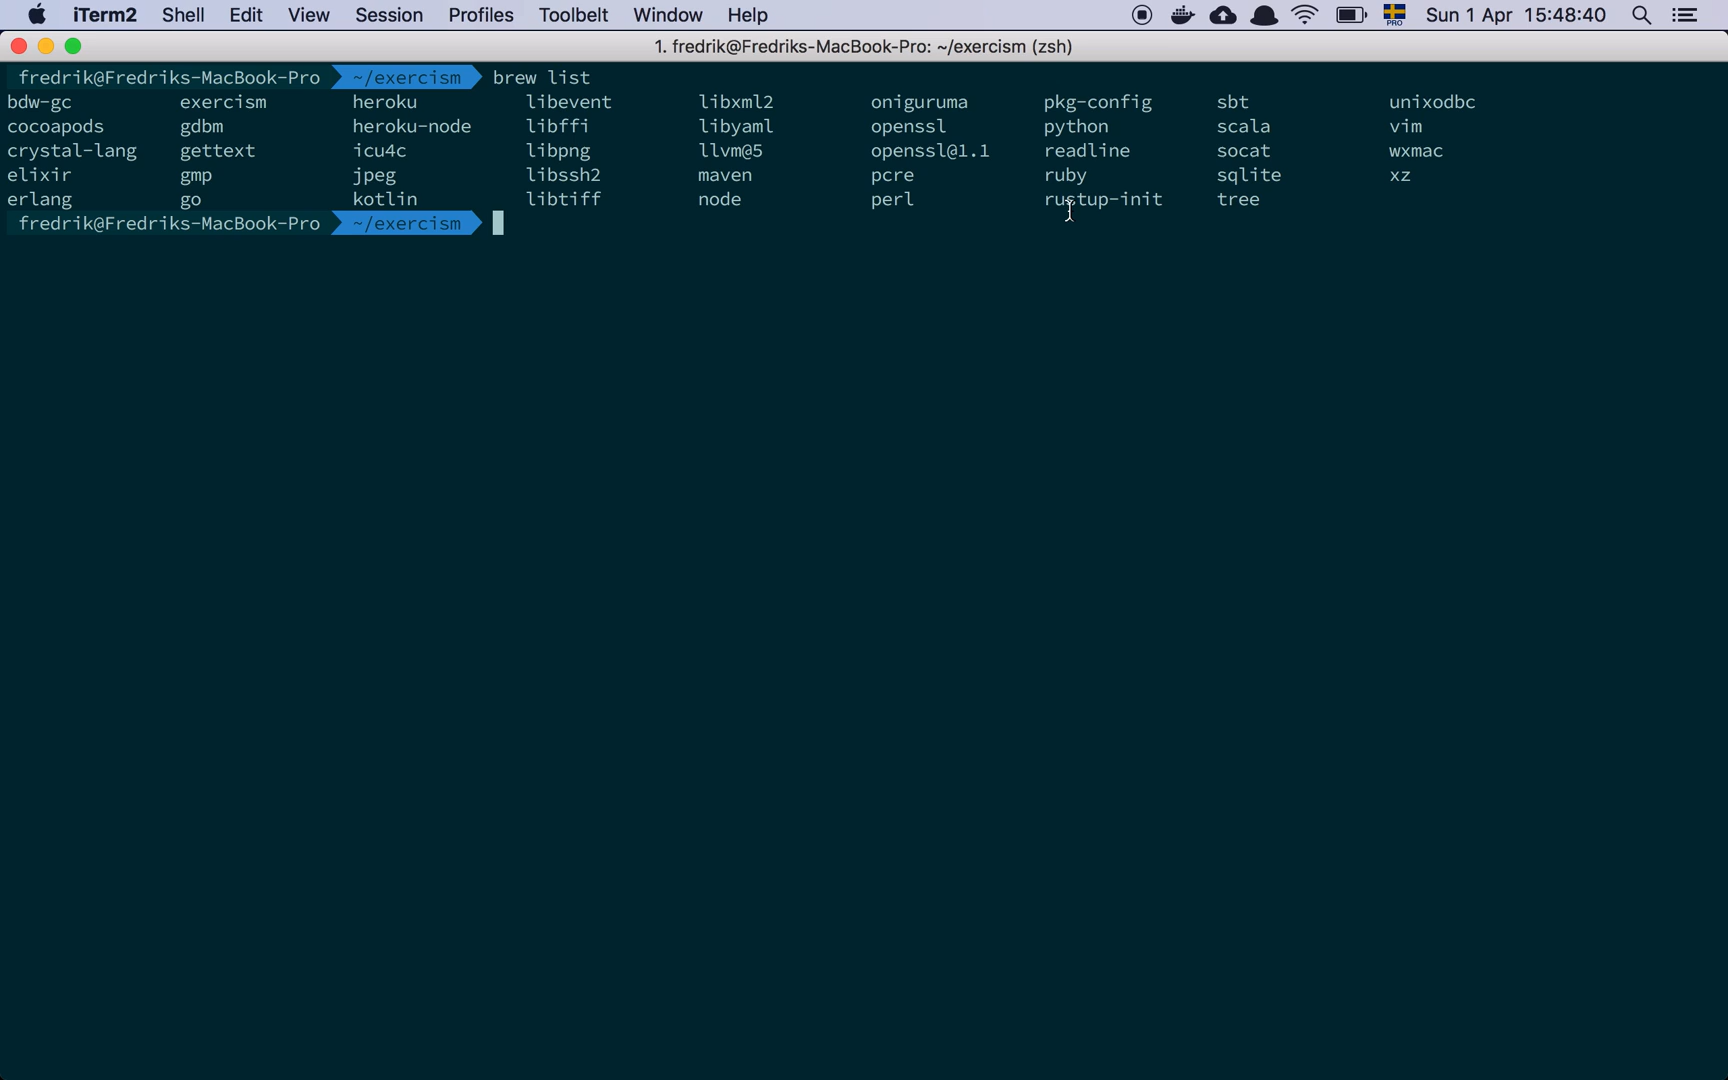 iTerm2 Shell Edit View Session Profiles Toolbelt Window Help PRO Sun 1 Apr 15:48:40
1. fredrik@Fredriks-MacBook-Pro: ~/exercism (zsh)
fredrik@Fredriks-MacBook-Pro ~/exercism brew list
bdw-gc exercism heroku libevent libxml2 oniguruma pkg-config sbt unixodbc
cocoapods gdbm heroku-node libffi libyaml openssl python scala vim
crystal-lang gettext icu4c libpng llvm@5 openssl@1.1 readline socat wxmac
elixir gmp jpeg libssh2 maven pcre ruby sqlite xz
erlang go kotlin libtiff node perl rustup-init tree
fredrik@Fredriks-MacBook-Pro ~/exercism